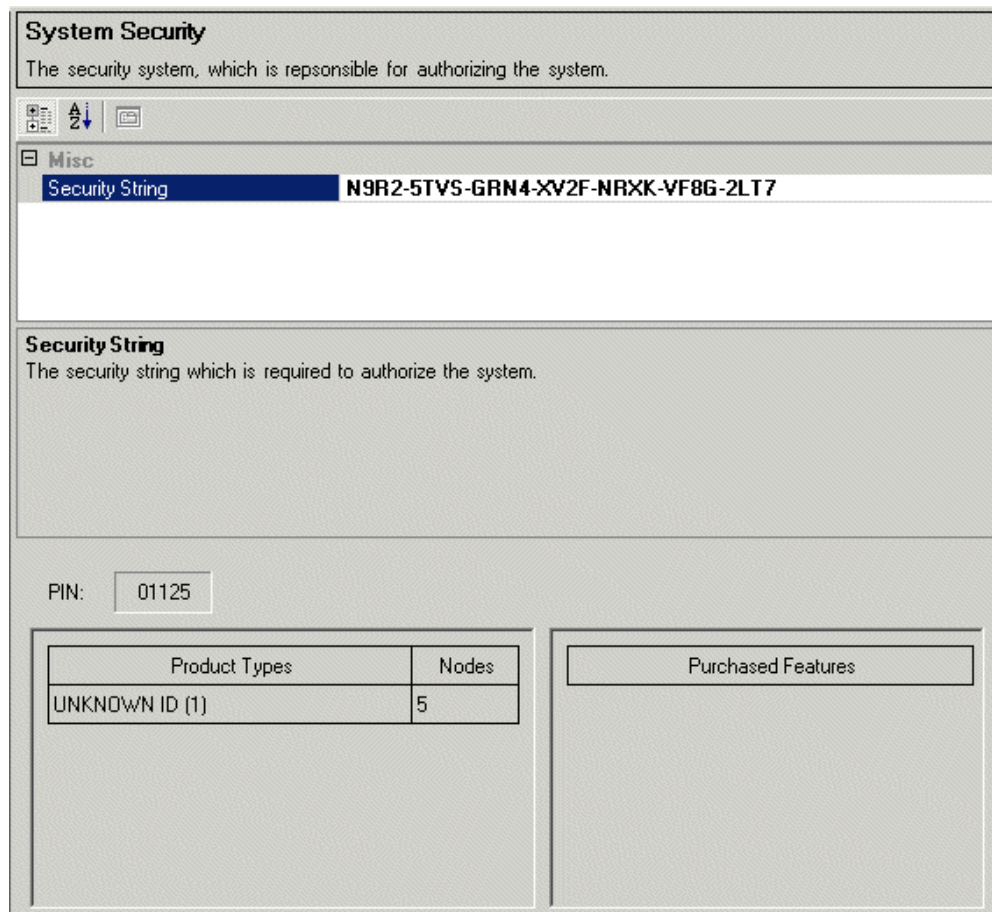 System Security
The security system, which is repsonsible for authorizing the system.
Misc
Security String N9R2-5TVS-GRN4-XV2F-NRXK-VF8G-2LT7
Security String
The security string which is required to authorize the system.
PIN: 01125
Product Types Nodes Purchased Features
UNKNOWN ID (1) 5